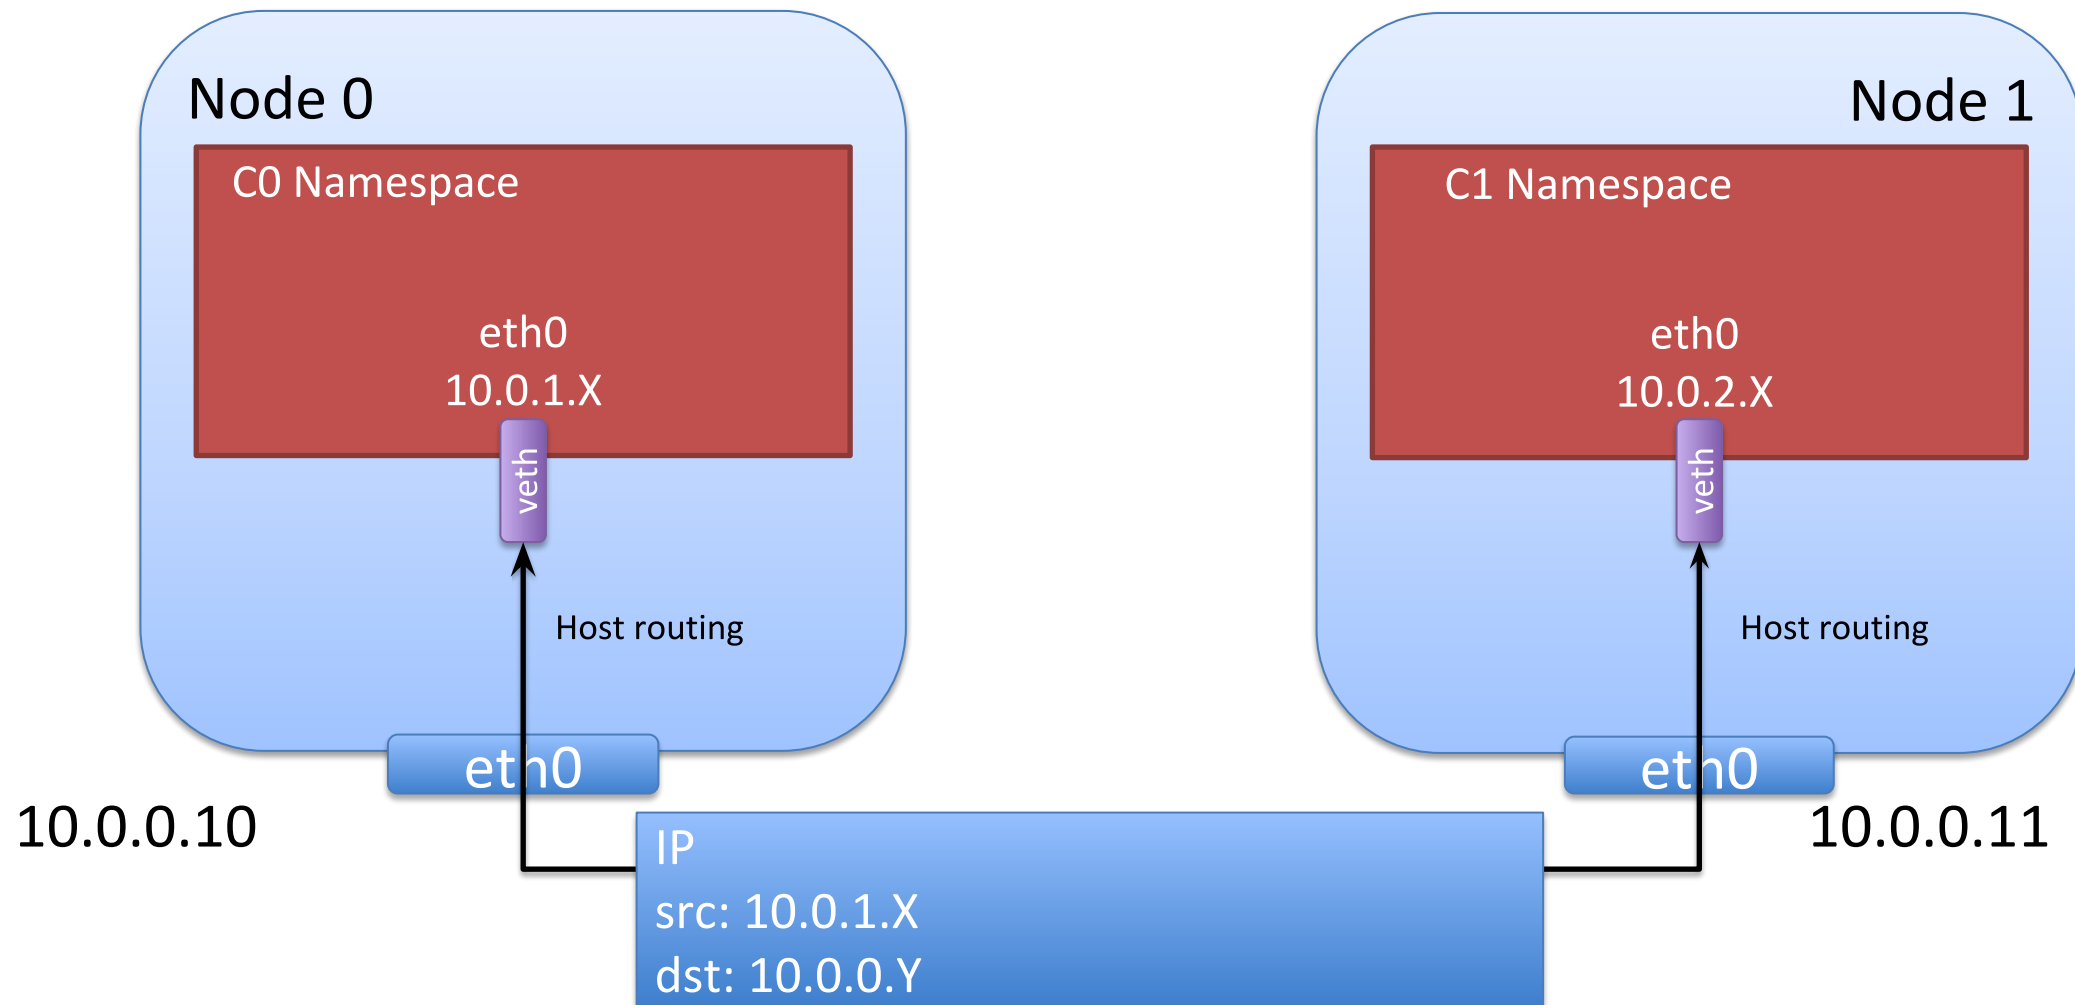 Node 0
C0 Namespace
eth0
10.0.1.X
veth
Host routing
eth0
10.0.0.10
Node 1
C1 Namespace
eth0
10.0.2.X
veth
Host routing
eth0
10.0.0.11
IP
src: 10.0.1.X
dst: 10.0.0.Y